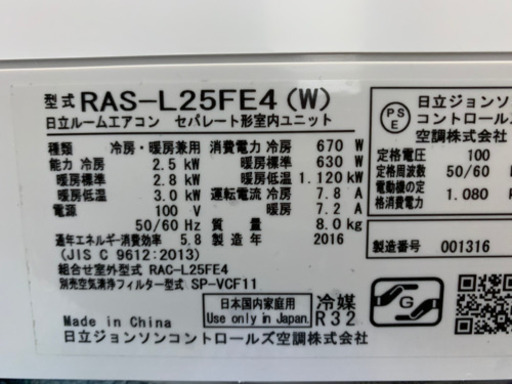 型式 RAS-L25FE4 (W)
日立ルームエアコン セパレート形室内ユニット
種類 冷房・暖房兼用
能力 冷房 2.5 kW
暖房標準 2.8 kW
暖房低温 3.0 kW
電源 100 V
50/60 Hz
消費電力 冷房 670 W
暖房標準 630 W
暖房低温 1.120 kW
運転電流 冷房 7.8 A
暖房 7.2 A
質量 8.0kg
通年エネルギー消費効率 5.8
製造年 2016
(JIS C 9612:2013)
組合せ室外型式 RAC-L25FE4
別売空気清浄フィルター型式 SP-VCF11
日本国内家庭用
Use only in Japan.
冷媒
R32
Made in China
日立ジョンソンコントロールズ空調株式会社
PS
E
日立ジョンソン
コントロールズ
空調株式会社
定格電圧 100
定格周波数 50/60
電動機の定
格消費電力 1.080
製造番号 001316
G